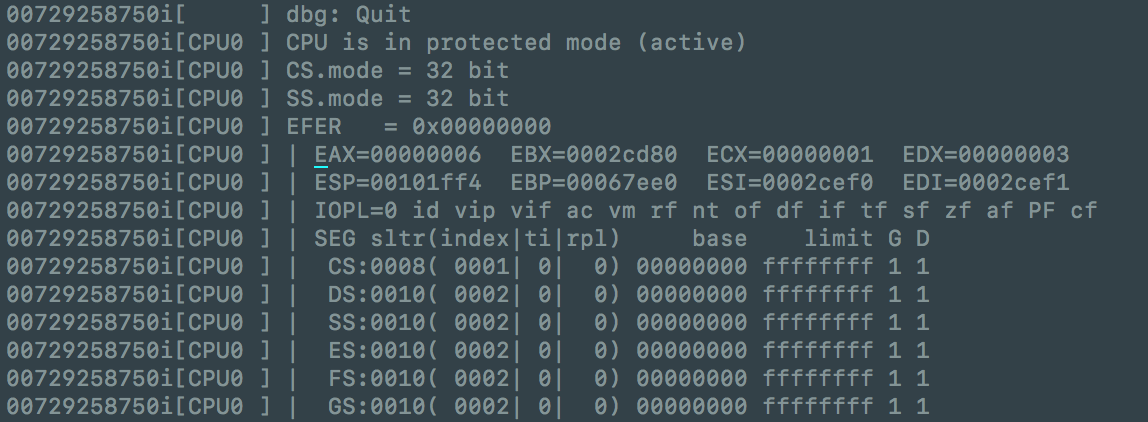 00729258750i[      ] dbg: Quit
00729258750i[CPU0  ] CPU is in protected mode (active)
00729258750i[CPU0  ] CS.mode = 32 bit
00729258750i[CPU0  ] SS.mode = 32 bit
00729258750i[CPU0  ] EFER   = 0x00000000
00729258750i[CPU0  ] | EAX=00000006  EBX=0002cd80  ECX=00000001  EDX=00000003
00729258750i[CPU0  ] | ESP=00101ff4  EBP=00067ee0  ESI=0002cef0  EDI=0002cef1
00729258750i[CPU0  ] | IOPL=0 id vip vif ac vm rf nt of df if tf sf zf af PF cf
00729258750i[CPU0  ] | SEG sltr(index|ti|rpl)     base    limit G D
00729258750i[CPU0  ] |  CS:0008( 0001| 0|  0) 00000000 ffffffff 1 1
00729258750i[CPU0  ] |  DS:0010( 0002| 0|  0) 00000000 ffffffff 1 1
00729258750i[CPU0  ] |  SS:0010( 0002| 0|  0) 00000000 ffffffff 1 1
00729258750i[CPU0  ] |  ES:0010( 0002| 0|  0) 00000000 ffffffff 1 1
00729258750i[CPU0  ] |  FS:0010( 0002| 0|  0) 00000000 ffffffff 1 1
00729258750i[CPU0  ] |  GS:0010( 0002| 0|  0) 00000000 ffffffff 1 1